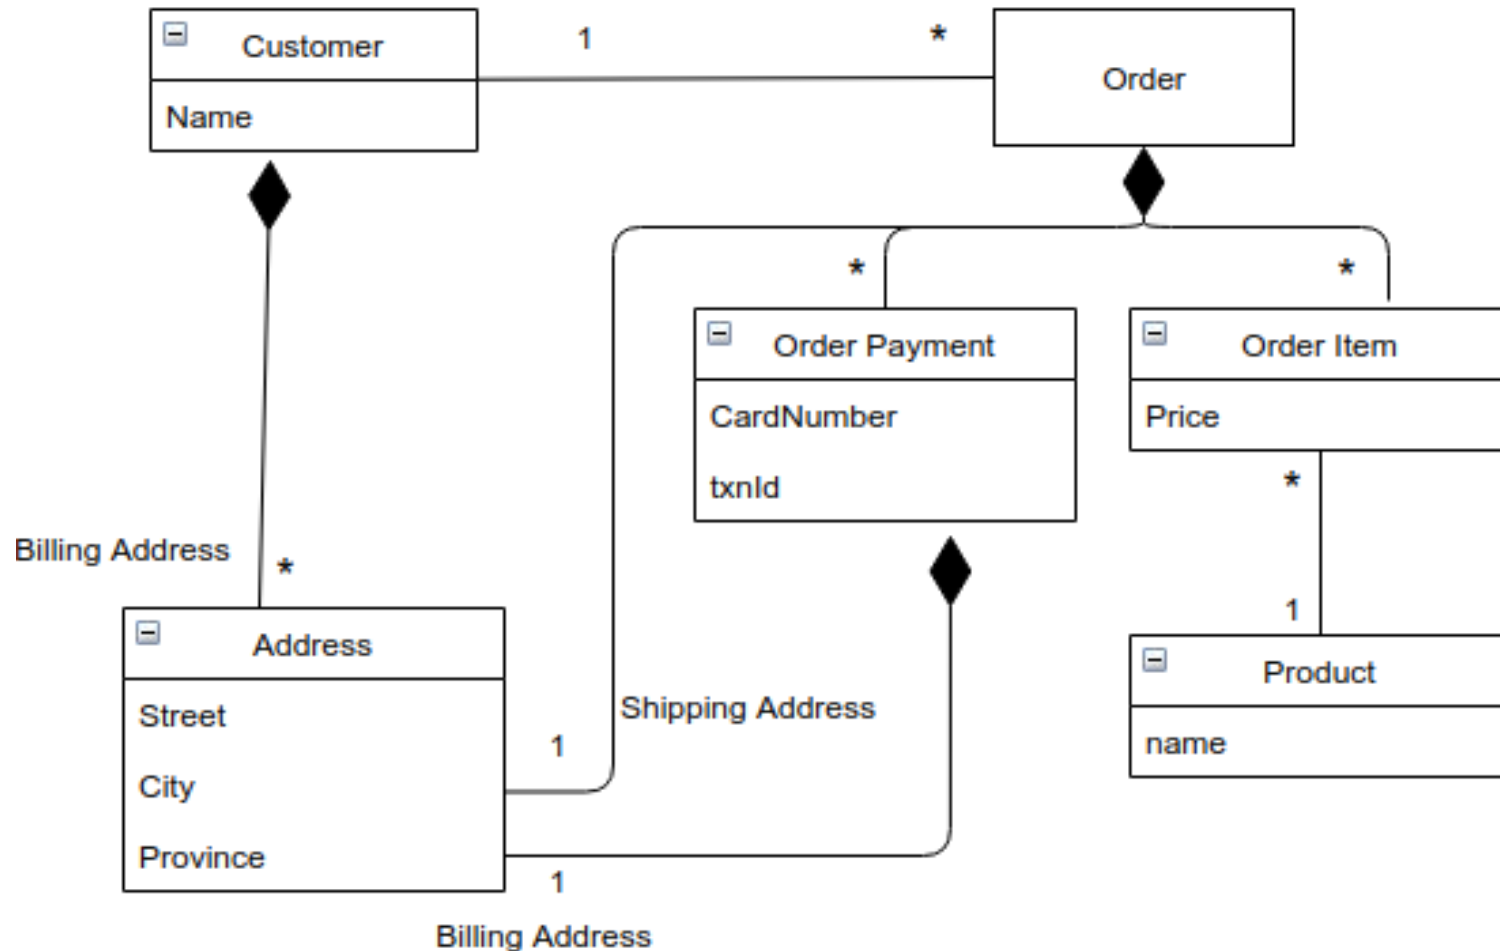 Customer
Name
1
*
Order
*
*
Order Payment
CardNumber
txnId
Order Item
Price
*
1
Product
name
Billing Address
*
Address
Street
City
Province
Shipping Address
1
1
Billing Address